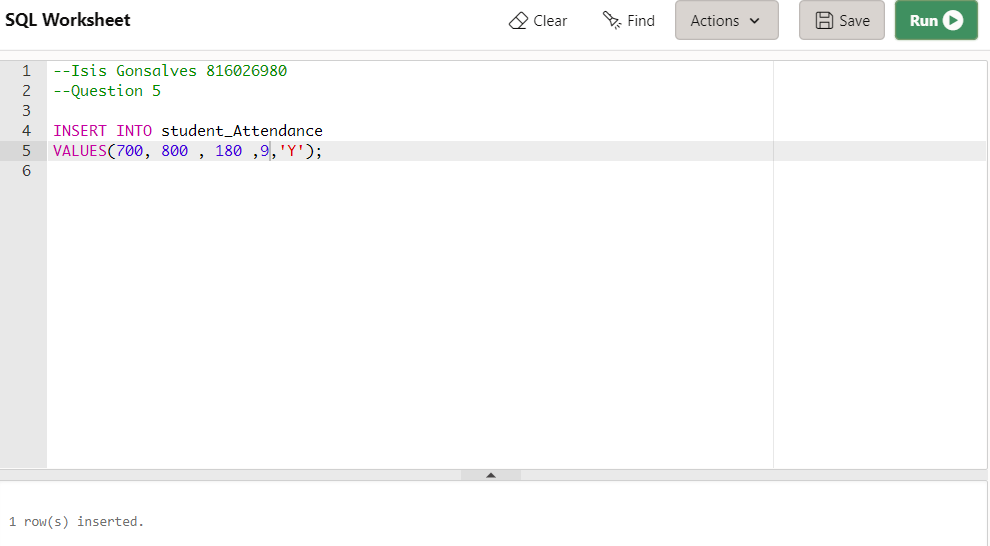 SQL Worksheet
Clear
Find
Actions
Save
Run
1 --Isis Gonsalves 816026980
2 --Question 5
3
4 INSERT INTO student_Attendance
5 VALUES(700, 800 , 180 ,9,'Y');
6
1 row(s) inserted.